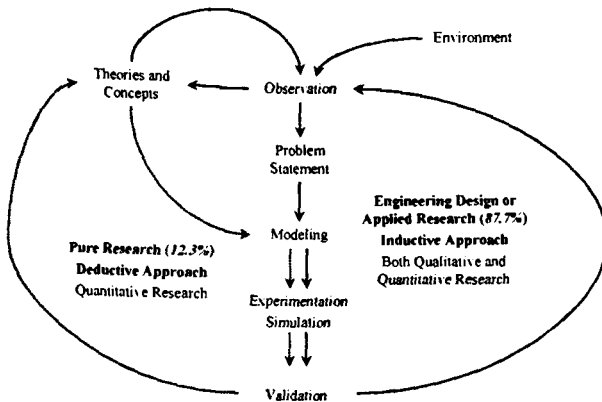 Environment
Theories and
Concepts
Observation
Problem
Statement
Modeling
Engineering Design or
Applied Research (87.7%)
Inductive Approach
Both Qualitative and
Quantitative Research
Pure Research (12.3%)
Deductive Approach
Quantitative Research
Experimentation
Simulation
Validation